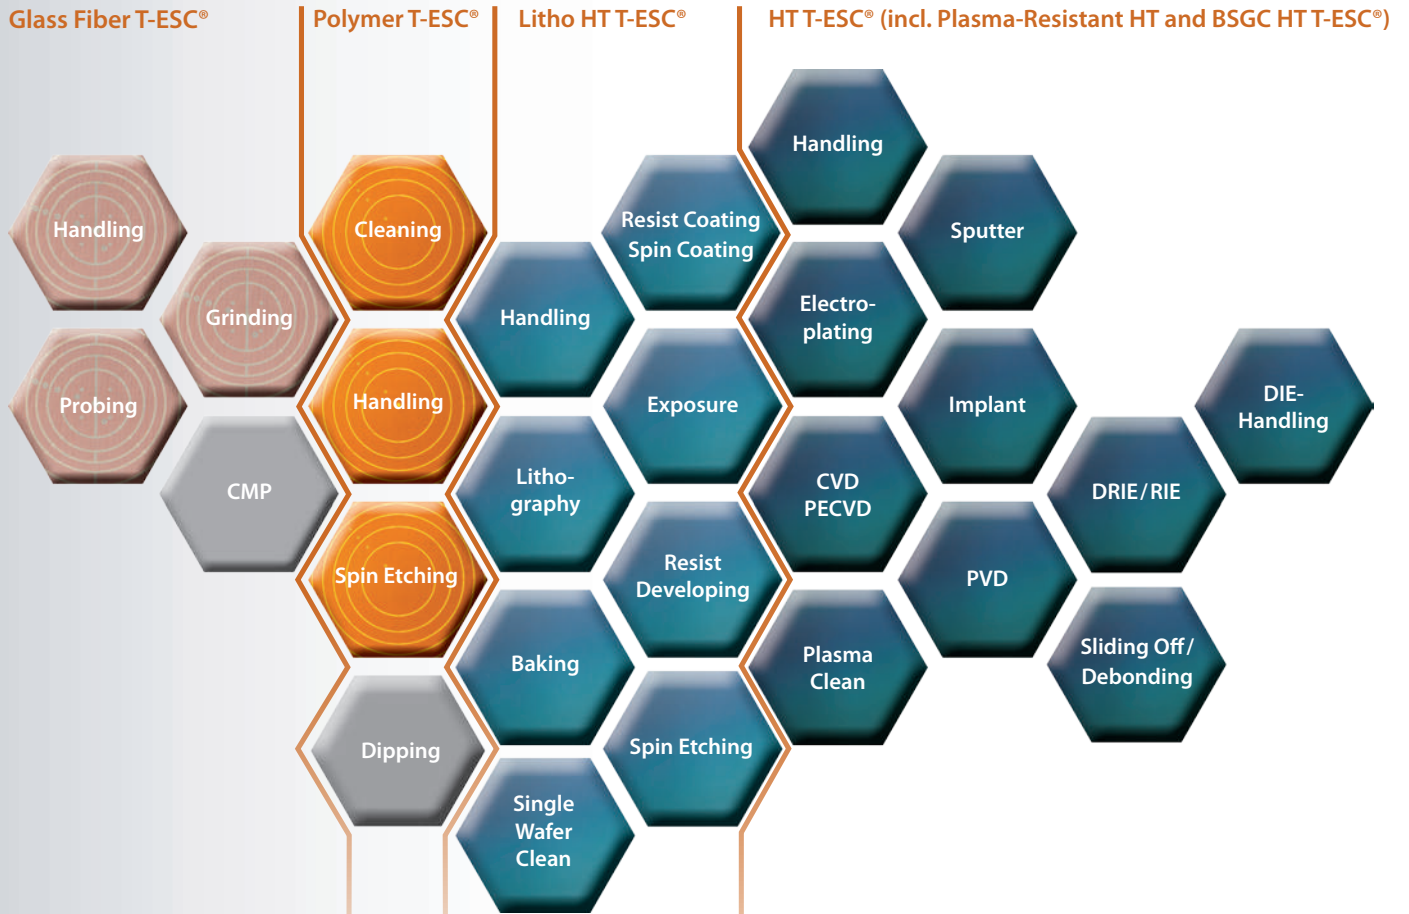 Glass Fiber T-ESC®
Polymer T-ESC®
Litho HT T-ESC®
HT T-ESC® (incl. Plasma-Resistant HT and BSGC HT T-ESC®)
Handling
Grinding
Probing
CMP
Cleaning
Handling
Spin Etching
Dipping
Resist Coating
Spin Coating
Handling
Exposure
Litho-
graphy
Resist
Developing
Baking
Spin Etching
Single
Wafer
Clean
Handling
Sputter
Electro-
plating
Implant
DIE-
Handling
CVD
PECVD
DRIE/RIE
PVD
Plasma
Clean
Sliding Off/
Debonding